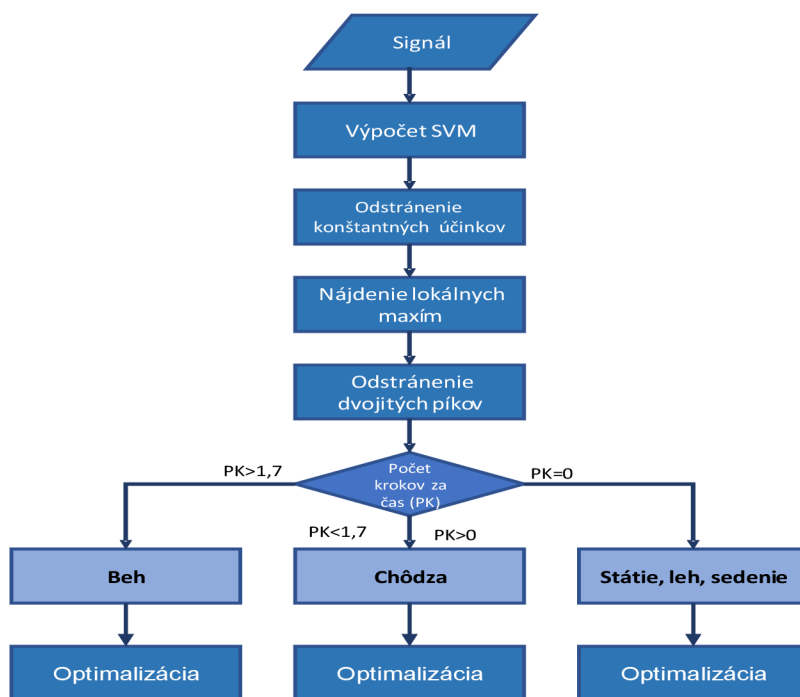 Signál
Výpočet SVM
Odstránenie
konštantných účinkov
Nájdenie lokálnych
maxím
Odstránenie
dvojitých píkov
PK>1,7
Počet
krokov za
čas (PK)
PK=0
PK<1,7
PK>0
Beh
Chôdza
Státie, leh, sedenie
Optimalizácia
Optimalizácia
Optimalizácia